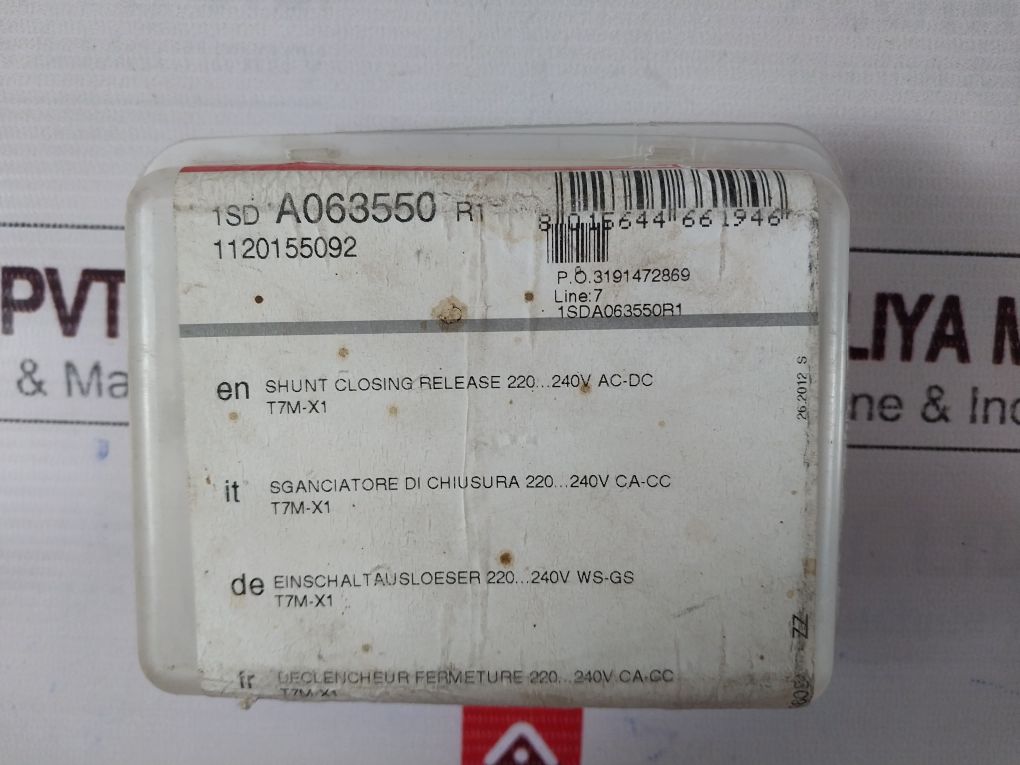 1SD A063550 R1
8 015644 661946
1120155092
P.O.3191472869
Line:7
1SDA063550R1
en SHUNT CLOSING RELEASE 220...240V AC-DC
T7M-X1
26.2012 S
it SGANCIATORE DI CHIUSURA 220...240V CA-CC
T7M-X1
de EINSCHALTAUSLOESER 220...240V WS-GS
T7M-X1
ZZ
fr DECLENCHEUR FERMETURE 220...240V CA-CC
T7M-X1
PVT
& Ma
LIYA M
ne & Ind